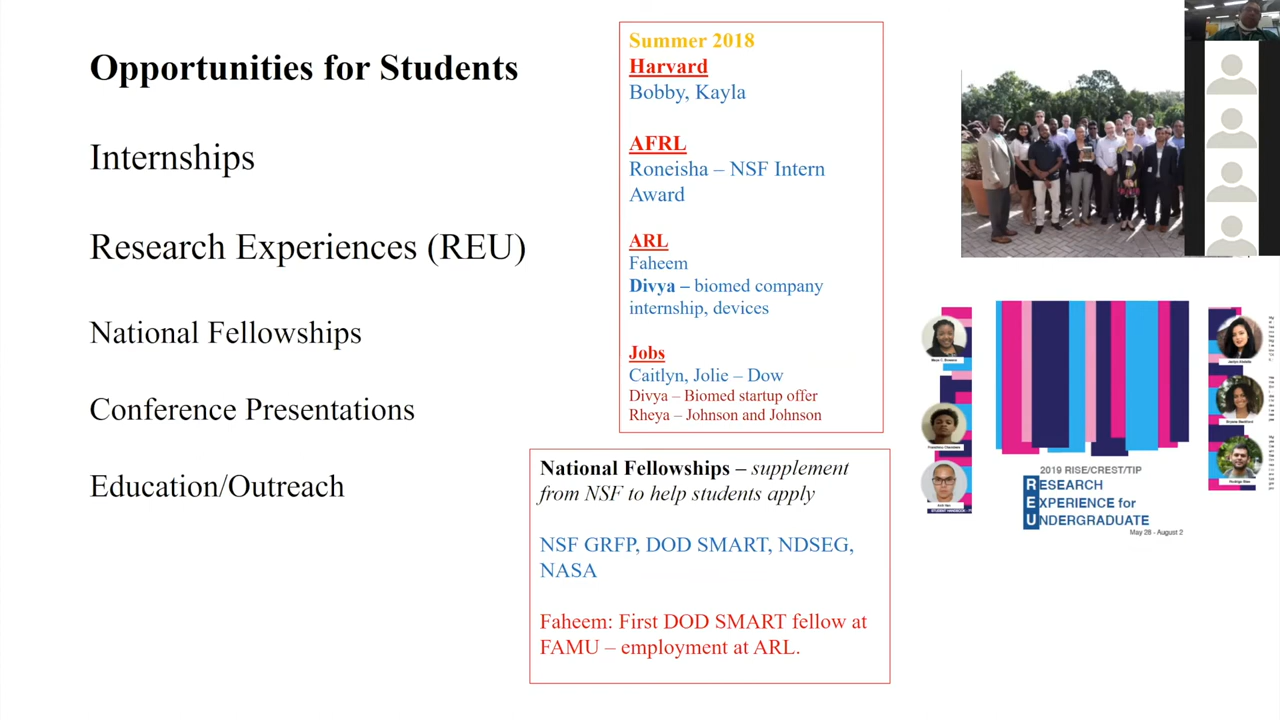 Opportunities for Students
Internships
Research Experiences (REU)
National Fellowships
Conference Presentations
Education/Outreach
Summer 2018
Harvard
Bobby, Kayla
AFRL
Roneisha – NSF Intern
Award
ARL
Faheem
Divya – biomed company
internship, devices
Jobs
Caitlyn, Jolie – Dow
Divya – Biomed startup offer
Rheya – Johnson and Johnson
National Fellowships – supplement
from NSF to help students apply
NSF GRFP, DOD SMART, NDSEG,
NASA
Faheem: First DOD SMART fellow at
FAMU – employment at ARL.
2019 RISE/CREST/TIP
RESEARCH
EXPERIENCE for
UNDERGRADUATE
May 28 - August 2